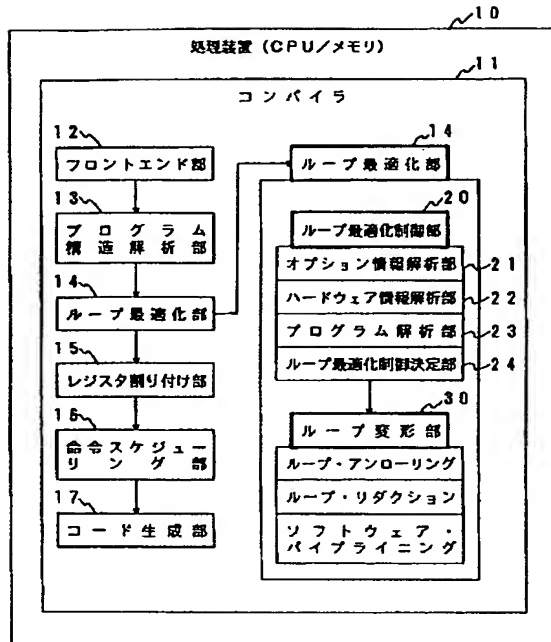 10
処理装置(CPU/メモリ)
11
コンパイラ
12
フロントエンド部
13
プログラム
構造解析部
14
ループ最適化部
15
レジスタ割り付け部
16
命令スケジュー
リング部
17
コード生成部
14
ループ最適化部
20
ループ最適化制御部
オプション情報解析部
21
ハードウェア情報解析部
22
プログラム解析部
23
ループ最適化制御決定部
24
30
ループ変形部
ループ・アンローリング
ループ・リダクション
ソフトウェア・
パイプライニング